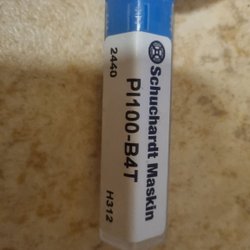 Schuchardt Maskin
PI100-B4T
2440
H312